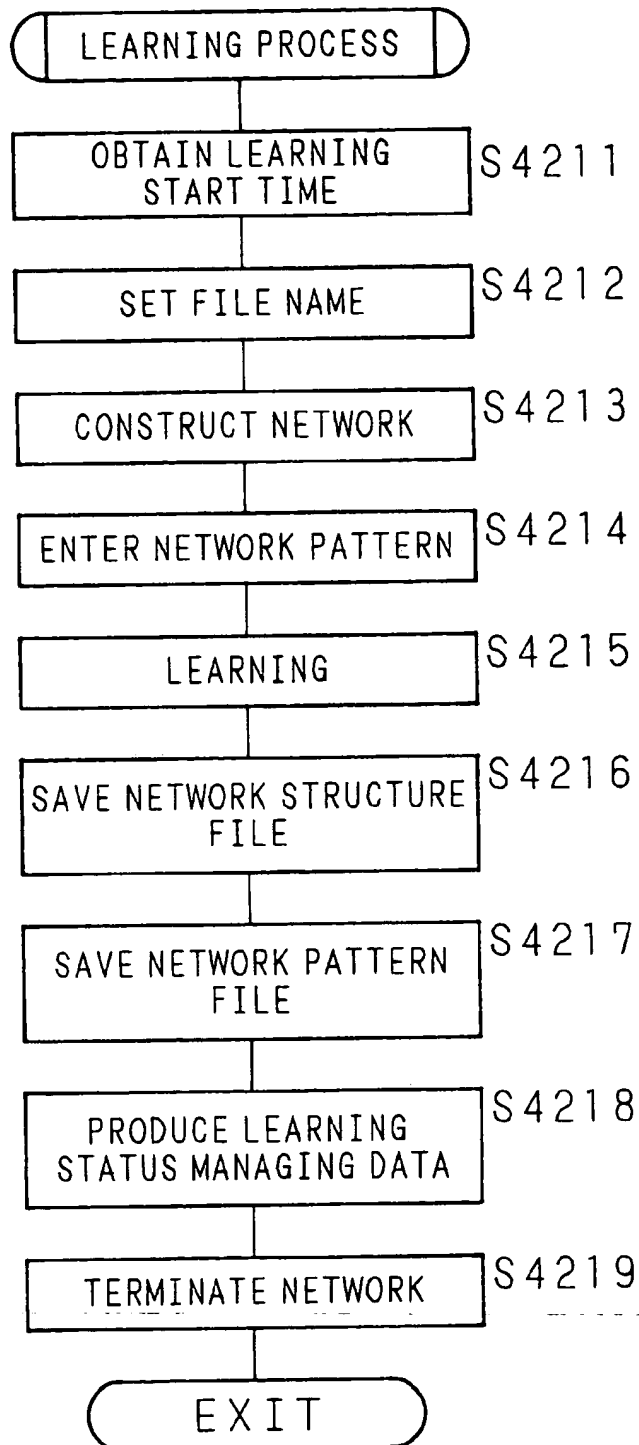 LEARNING PROCESS
OBTAIN LEARNING
START TIME
S4211
SET FILE NAME
S4212
CONSTRUCT NETWORK
S4213
ENTER NETWORK PATTERN
S4214
LEARNING
S4215
SAVE NETWORK STRUCTURE
FILE
S4216
SAVE NETWORK PATTERN
FILE
S4217
PRODUCE LEARNING
STATUS MANAGING DATA
S4218
TERMINATE NETWORK
S4219
EXIT